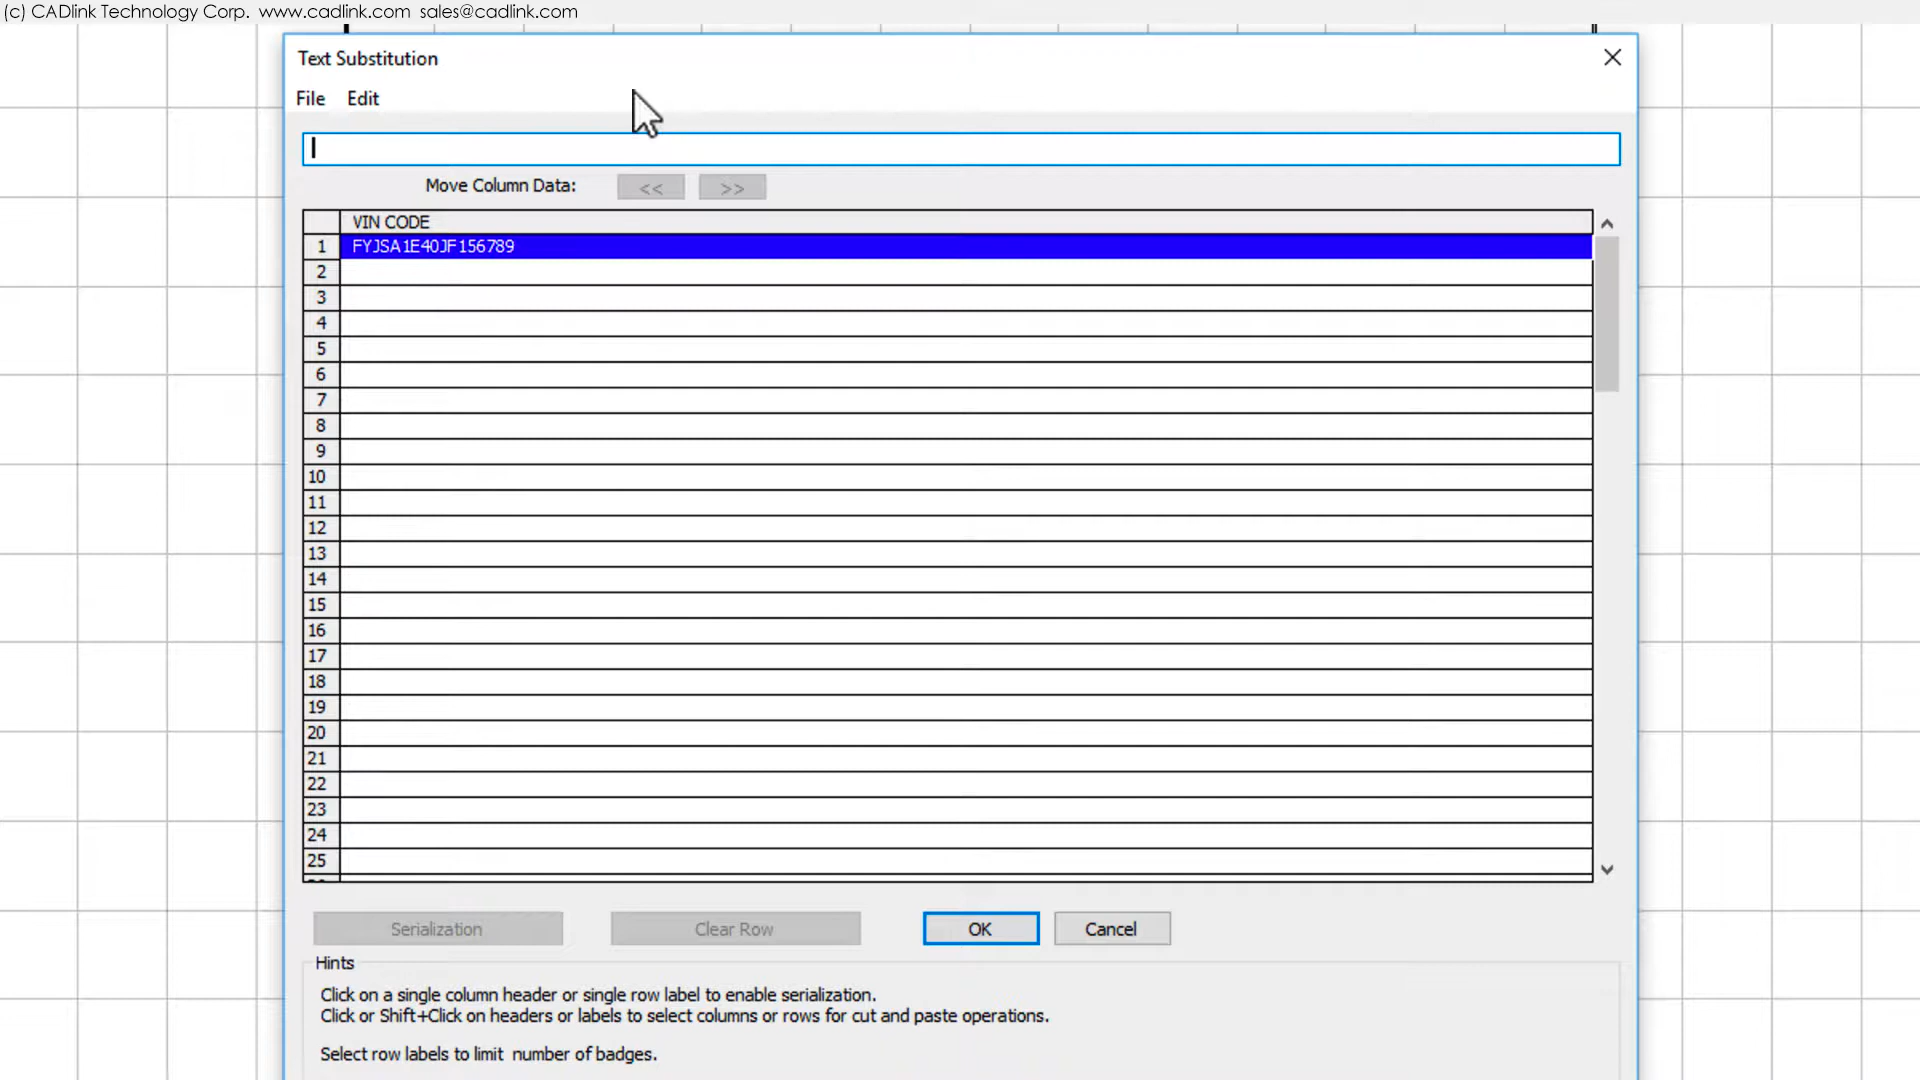 (c) CADlink Technology Corp. www.cadlink.com sales@cadlink.com
Text Substitution
File Edit
Move Column Data: << >>
VIN CODE
1 FYJSA1E40JF156789
2
3
4
5
6
7
8
9
10
11
12
13
14
15
16
17
18
19
20
21
22
23
24
25
Serialization Clear Row OK Cancel
Hints
Click on a single column header or single row label to enable serialization.
Click or Shift+Click on headers or labels to select columns or rows for cut and paste operations.
Select row labels to limit number of badges.